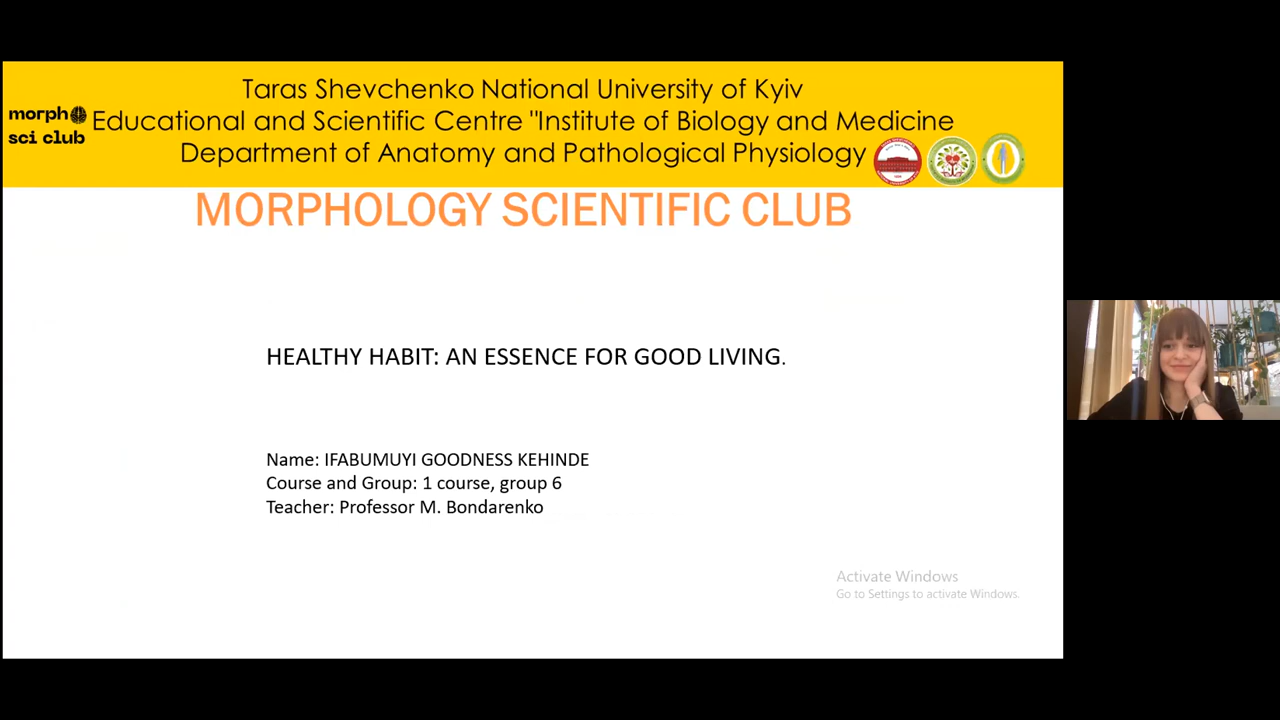 Taras Shevchenko National University of Kyiv
morph
sci club
Educational and Scientific Centre "Institute of Biology and Medicine
Department of Anatomy and Pathological Physiology
MORPHOLOGY SCIENTIFIC CLUB
HEALTHY HABIT: AN ESSENCE FOR GOOD LIVING.
Name: IFABUMUYI GOODNESS KEHINDE
Course and Group: 1 course, group 6
Teacher: Professor M. Bondarenko
Activate Windows
Go to Settings to activate Windows.